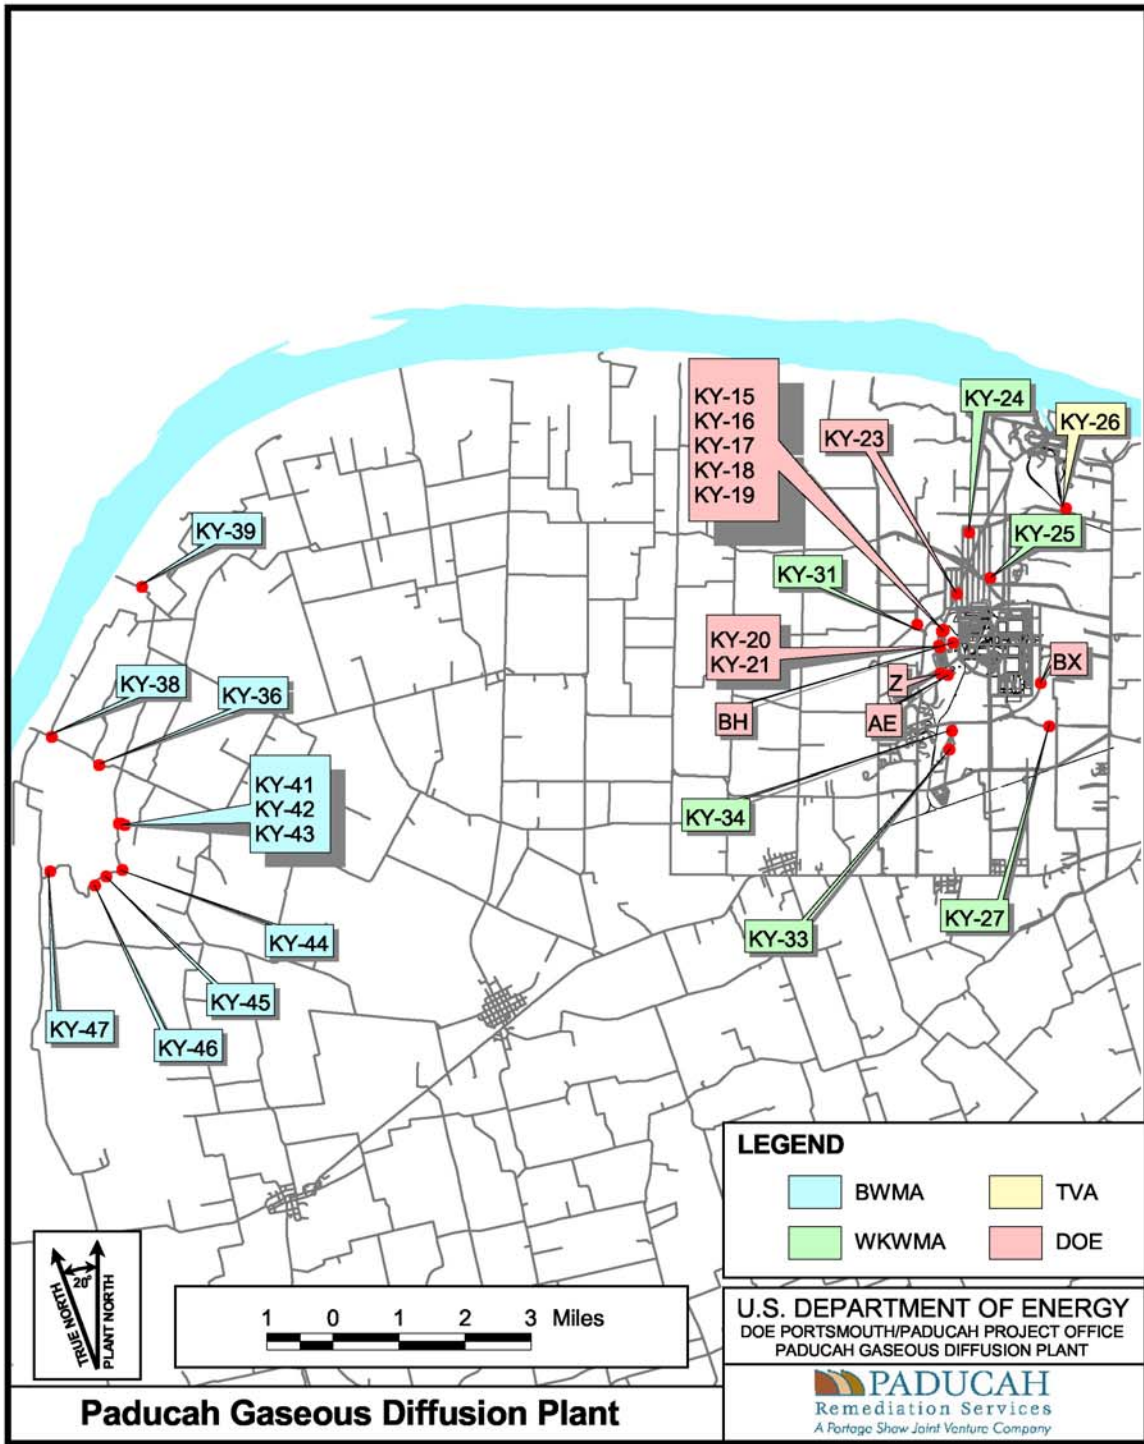 KY-15
KY-16
KY-17
KY-18
KY-19
KY-23
KY-24
KY-26
KY-25
KY-39
KY-31
KY-20
KY-21
BX
Z
BH
AE
KY-38
KY-36
KY-41
KY-42
KY-43
KY-34
KY-33
KY-27
KY-44
KY-45
KY-47
KY-46
LEGEND
BWMA
TVA
WKWMA
DOE
TRUE NORTH
20°
PLANT NORTH
1 0 1 2 3 Miles
U.S. DEPARTMENT OF ENERGY
DOE PORTSMOUTH/PADUCAH PROJECT OFFICE
PADUCAH GASEOUS DIFFUSION PLANT
Paducah Gaseous Diffusion Plant
PADUCAH
Remediation Services
A Portage Shaw Joint Venture Company